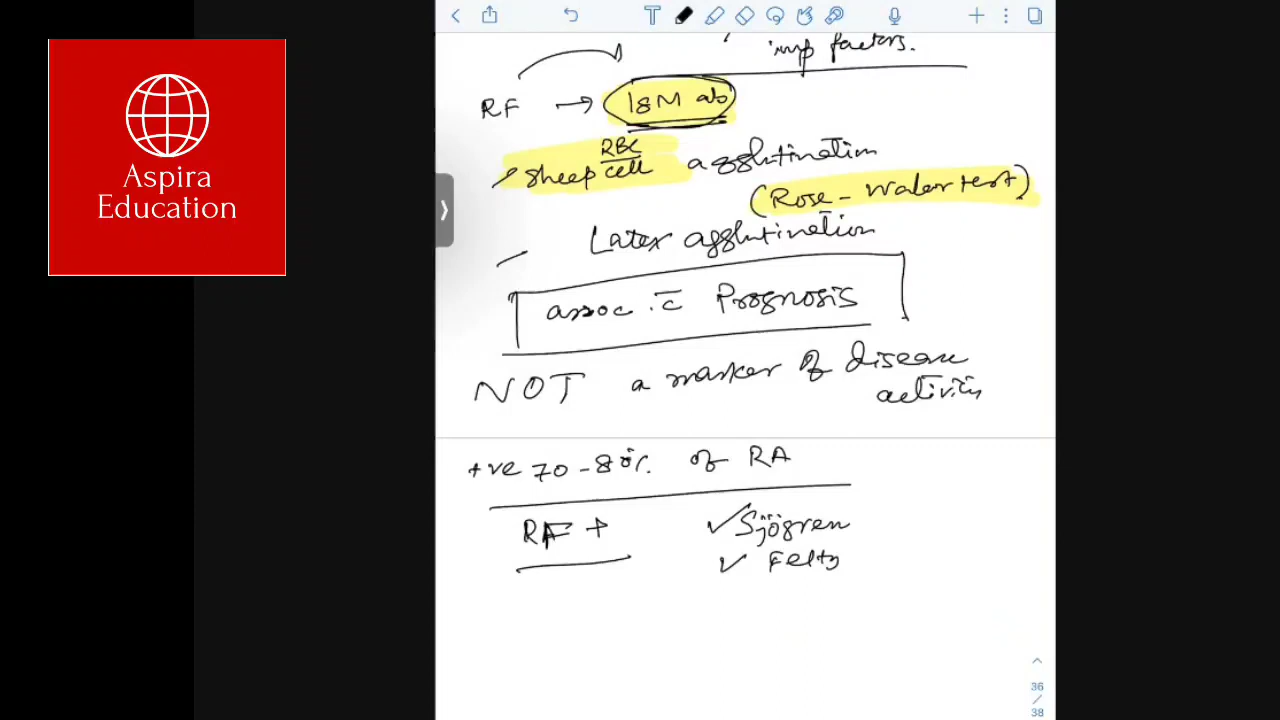 Aspira
Education
imp factors.
RF → IgM ab
RBC
sheep cell agglutination
(Rose - Waler test)
Latex agglutination
assoc. c̄ Prognosis
NOT a marker of disease
activity
+ve 70-80% of RA
RF + ✓Sjögren
✓ Felty
36
/
38